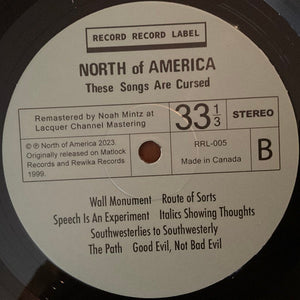 RECORD RECORD LABEL
NORTH of AMERICA
These Songs Are Cursed
Remastered by Noah Mintz at
Lacquer Channel Mastering
33 1/3 STEREO
℗ North of America 2023.
Originally released on Matlock
Records and Rewika Records
1999.
RRL-005
Made in Canada
B
Wall Monument Route of Sorts
Speech Is An Experiment Italics Showing Thoughts
Southwesterlies to Southwesterly
The Path Good Evil, Not Bad Evil